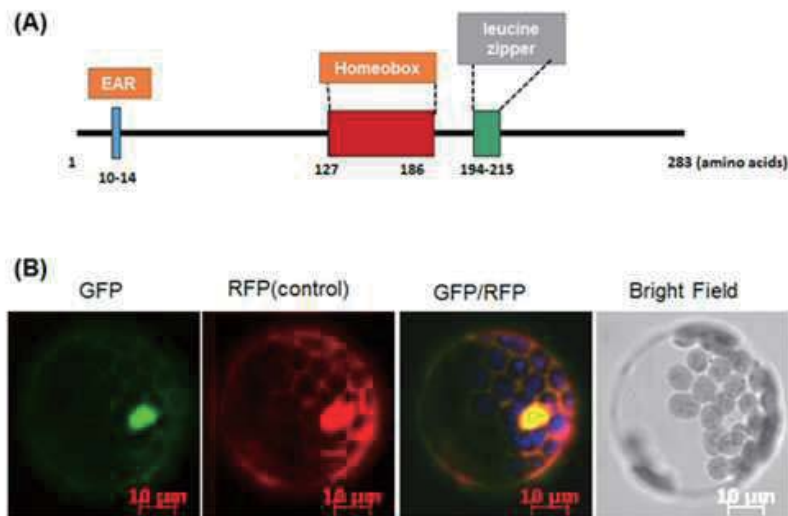 (A)
EAR
Homeobox
leucine
zipper
1
10-14
127
186
194-215
283 (amino acids)
(B)
GFP
RFP(control)
GFP/RFP
Bright Field
10 µm
10 µm
10 µm
10 µm